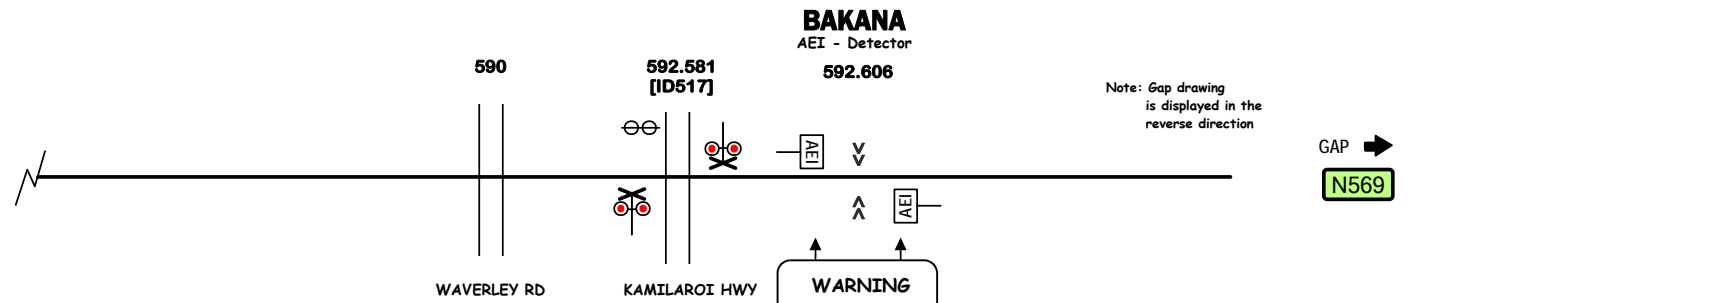 BAKANA
AEI - Detector
590
592.581
[ID517]
592.606
Note: Gap drawing
is displayed in the
reverse direction
GAP
N569
AEI
AEI
WAVERLEY RD
KAMILAROI HWY
WARNING